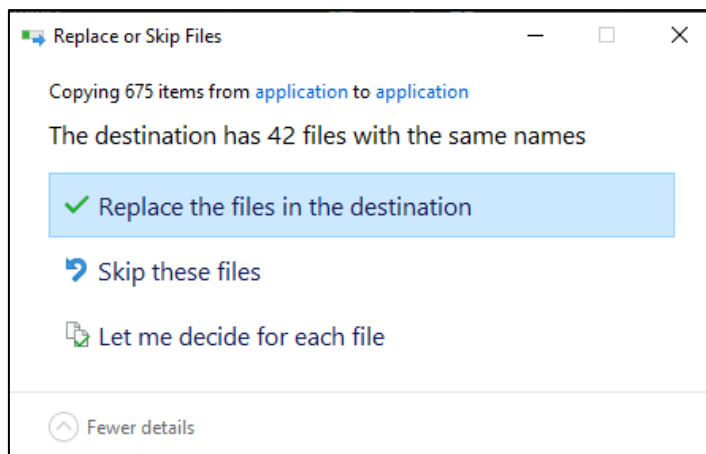 Replace or Skip Files
Copying 675 items from application to application
The destination has 42 files with the same names
Replace the files in the destination
Skip these files
Let me decide for each file
Fewer details